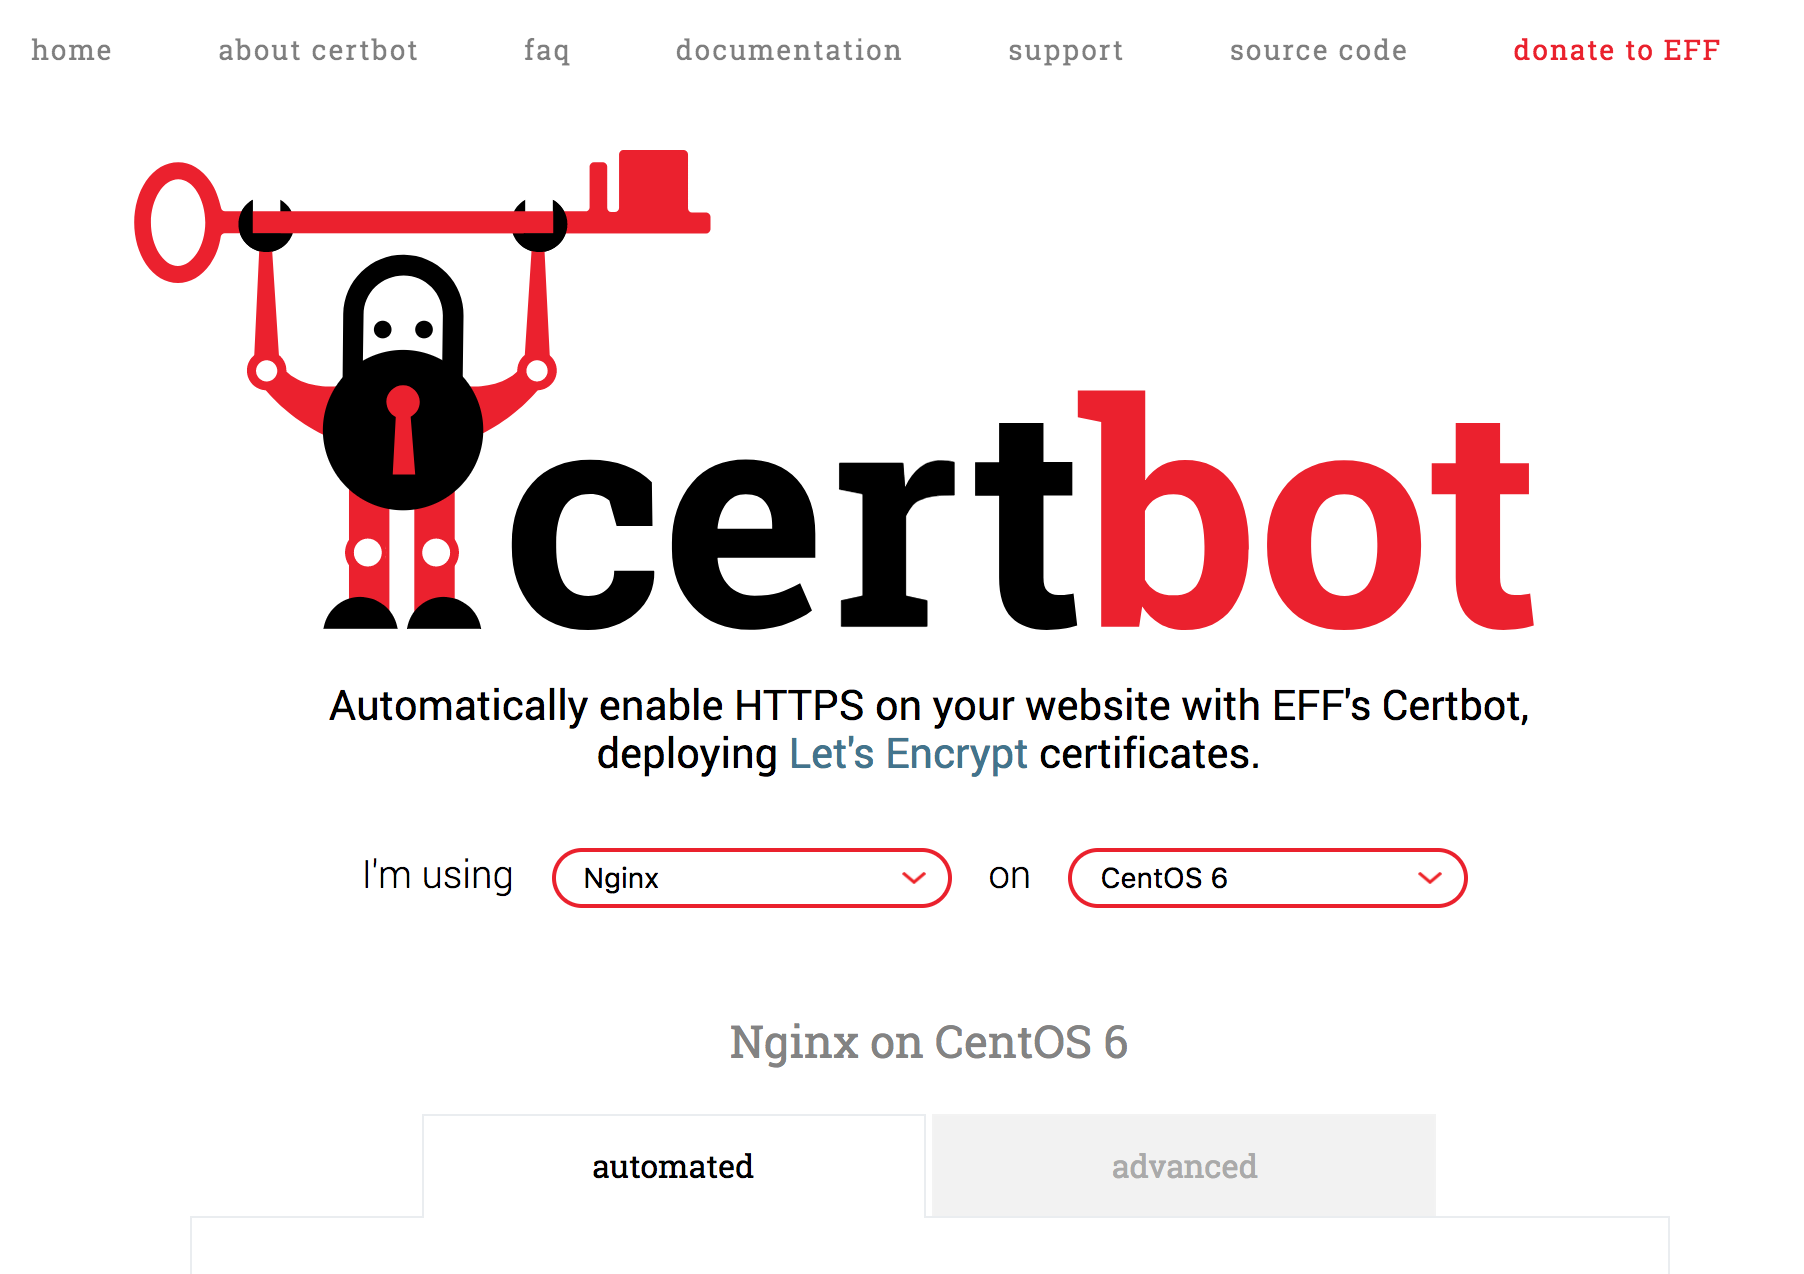 home about certbot faq documentation support source code donate to EFF
certbot
Automatically enable HTTPS on your website with EFF's Certbot,
deploying Let's Encrypt certificates.
I'm using Nginx on CentOS 6
Nginx on CentOS 6
automated advanced